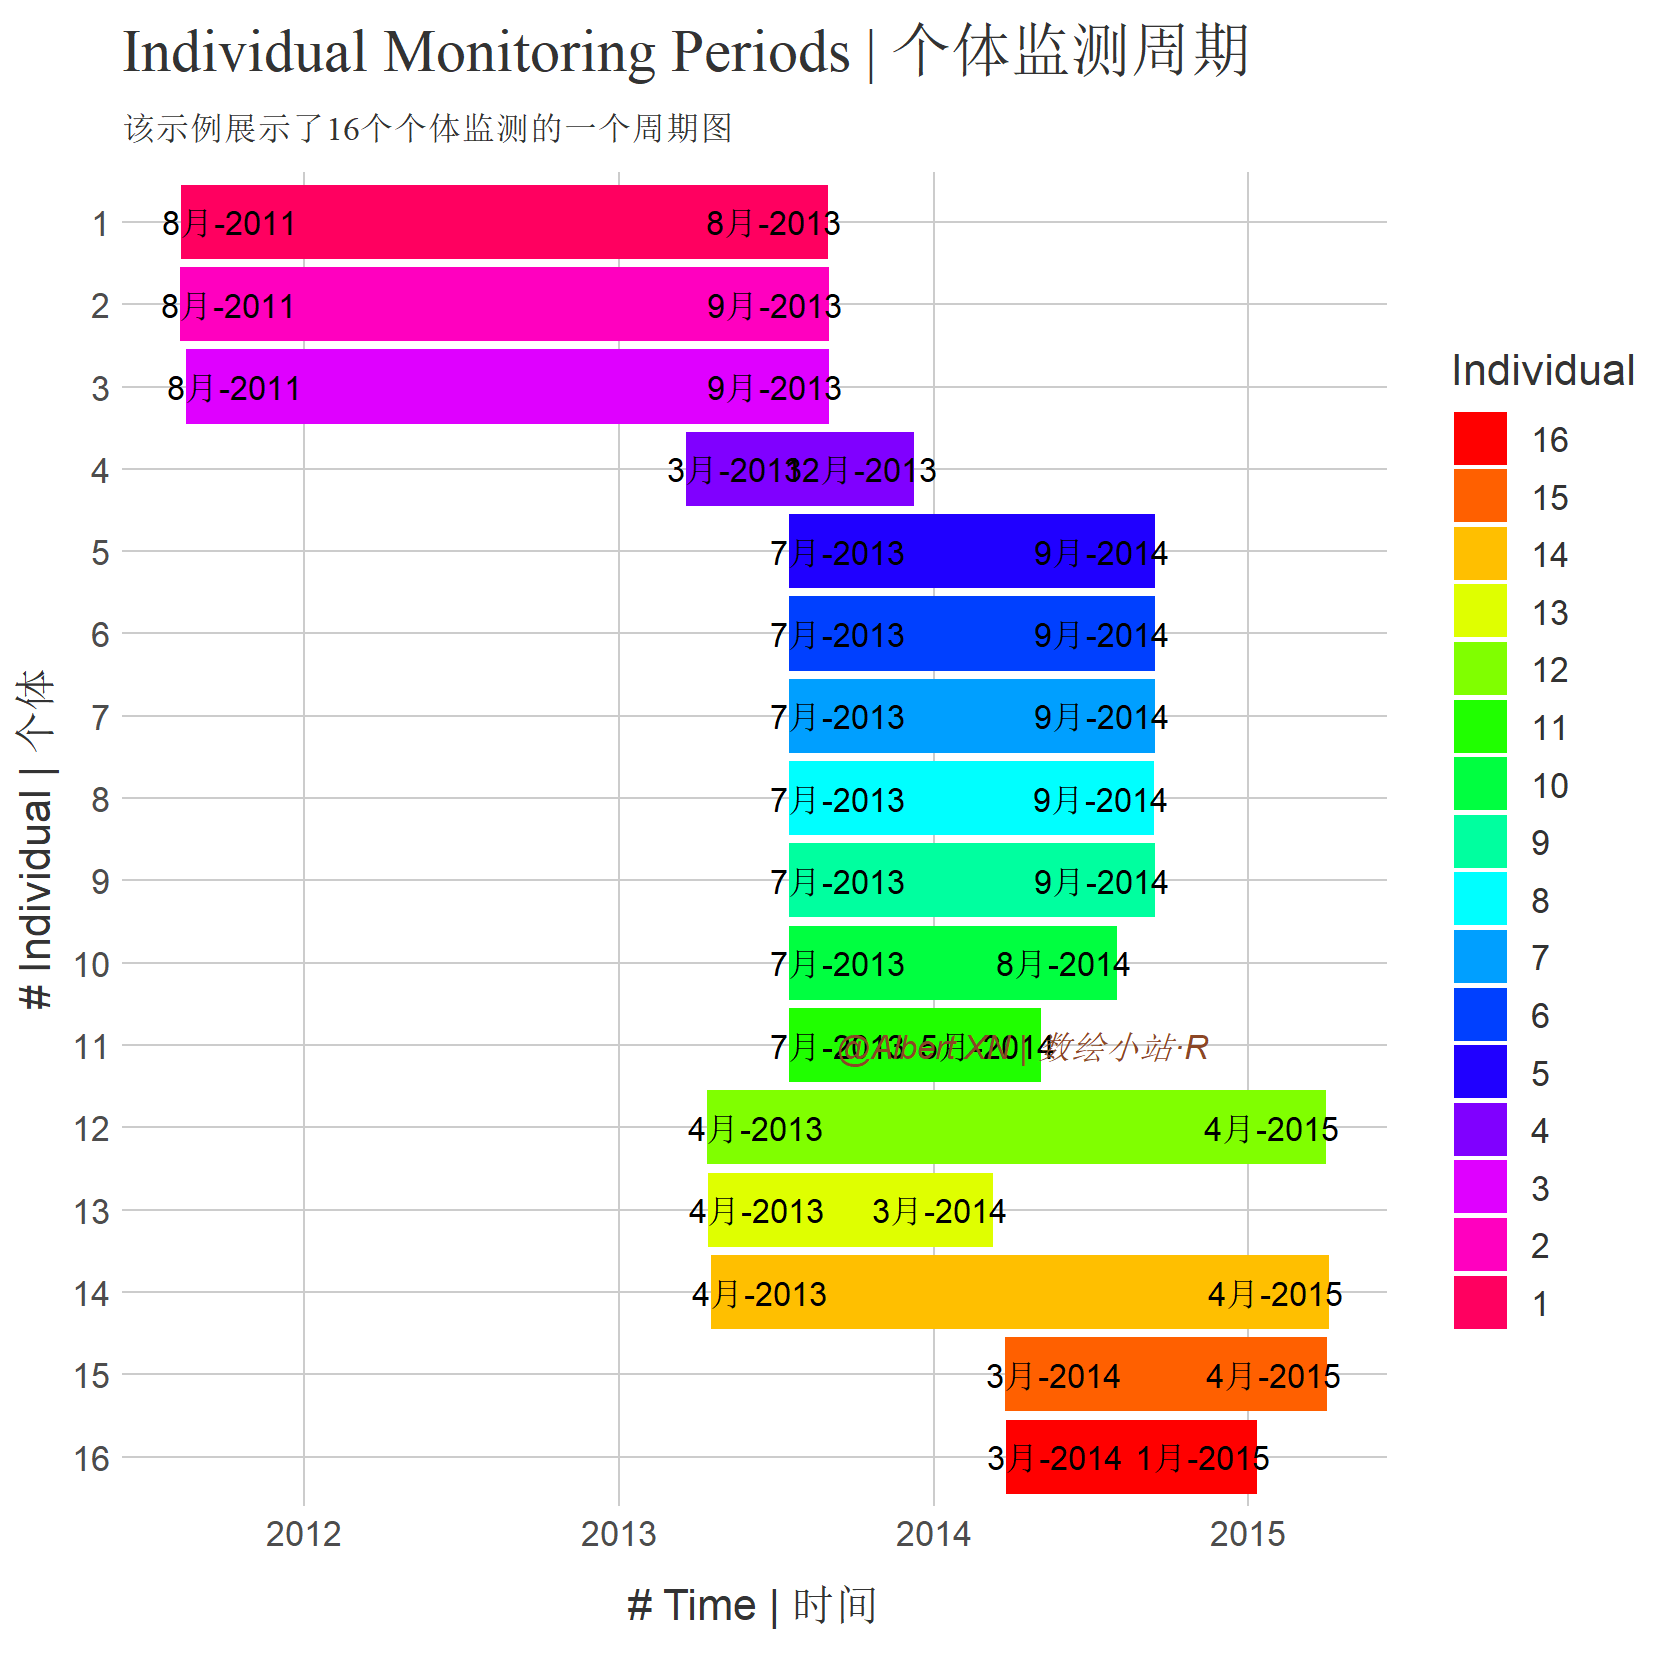 Individual Monitoring Periods | 个体监测周期
该示例展示了16个个体监测的一个周期图
1 8月-2011 8月-2013
2 8月-2011 9月-2013
3 8月-2011 9月-2013
4 3月-2013 12月-2013
5 7月-2013 9月-2014
6 7月-2013 9月-2014
7 7月-2013 9月-2014
8 7月-2013 9月-2014
9 7月-2013 9月-2014
10 7月-2013 8月-2014
11 7月-2013 5月-2014
@Albert XN | 数绘小站·R
12 4月-2013 4月-2015
13 4月-2013 3月-2014
14 4月-2013 4月-2015
15 3月-2014 4月-2015
16 3月-2014 1月-2015
2012 2013 2014 2015
# Time | 时间
# Individual | 个体
Individual
16
15
14
13
12
11
10
9
8
7
6
5
4
3
2
1